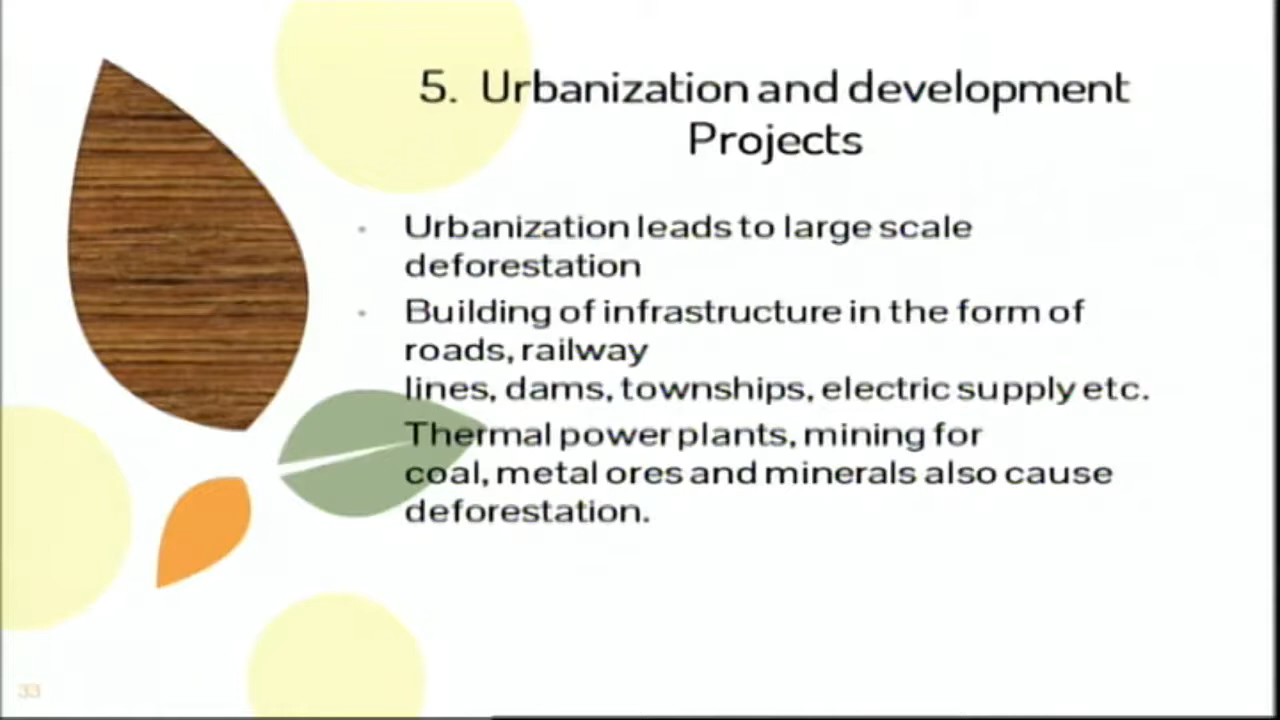 5. Urbanization and development
Projects
• Urbanization leads to large scale
deforestation
• Building of infrastructure in the form of
roads, railway
lines, dams, townships, electric supply etc.
Thermal power plants, mining for
coal, metal ores and minerals also cause
deforestation.
33